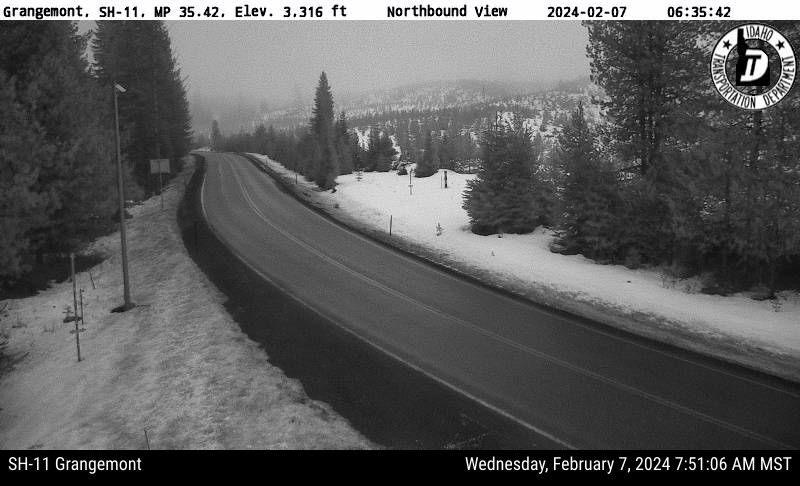 Grangemont, SH-11, MP 35.42, Elev. 3,316 ft Northbound View 2024-02-07 06:35:42
IDAHO
TRANSPORTATION DEPARTMENT
SH-11 Grangemont Wednesday, February 7, 2024 7:51:06 AM MST